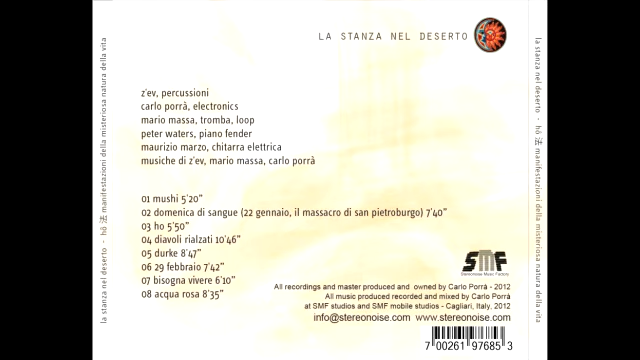 LA STANZA NEL DESERTO
la stanza nel deserto - hō 法 manifestazioni della misteriosa natura della vita
z'ev, percussioni
carlo porrà, electronics
mario massa, tromba, loop
peter waters, piano fender
maurizio marzo, chitarra elettrica
musiche di z'ev, mario massa, carlo porrà
01 mushi 5'20”
02 domenica di sangue (22 gennaio, il massacro di san pietroburgo) 7'40”
03 ho 5'50”
04 diavoli rialzati 10'46”
05 durke 8'47”
06 29 febbraio 7'42”
07 bisogna vivere 6'10”
08 acqua rosa 8'35”
SMF
Stereonoise Music Factory
All recordings and master produced and owned by Carlo Porrà - 2012
All music produced recorded and mixed by Carlo Porrà
at SMF studios and SMF mobile studios - Cagliari, Italy, 2012
info@stereonoise.com www.stereonoise.com
7 00261 97685 3
la stanza nel deserto - hō 法 manifestazioni della misteriosa natura della vita